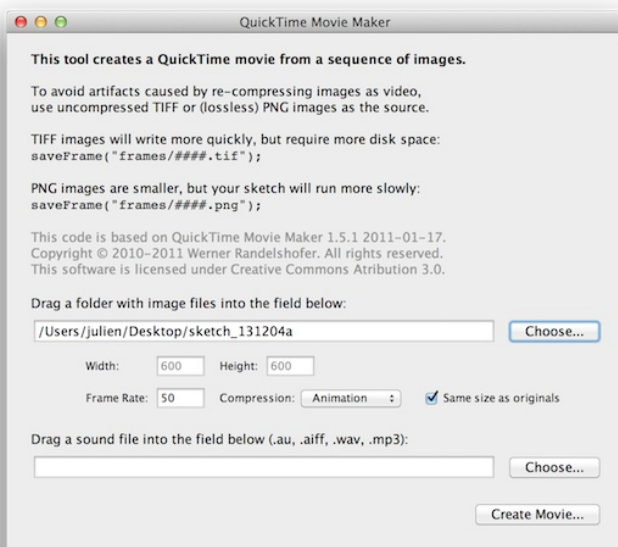 QuickTime Movie Maker
This tool creates a QuickTime movie from a sequence of images.
To avoid artifacts caused by re-compressing images as video,
use uncompressed TIFF or (lossless) PNG images as the source.
TIFF images will write more quickly, but require more disk space:
saveFrame("frames/####.tif");
PNG images are smaller, but your sketch will run more slowly:
saveFrame("frames/####.png");
This code is based on QuickTime Movie Maker 1.5.1 2011-01-17.
Copyright © 2010-2011 Werner Randelshofer. All rights reserved.
This software is licensed under Creative Commons Atribution 3.0.
Drag a folder with image files into the field below:
/Users/julien/Desktop/sketch_131204a Choose...
Width: 600 Height: 600
Frame Rate: 50 Compression: Animation Same size as originals
Drag a sound file into the field below (.au, .aiff, .wav, .mp3):
Choose...
Create Movie...